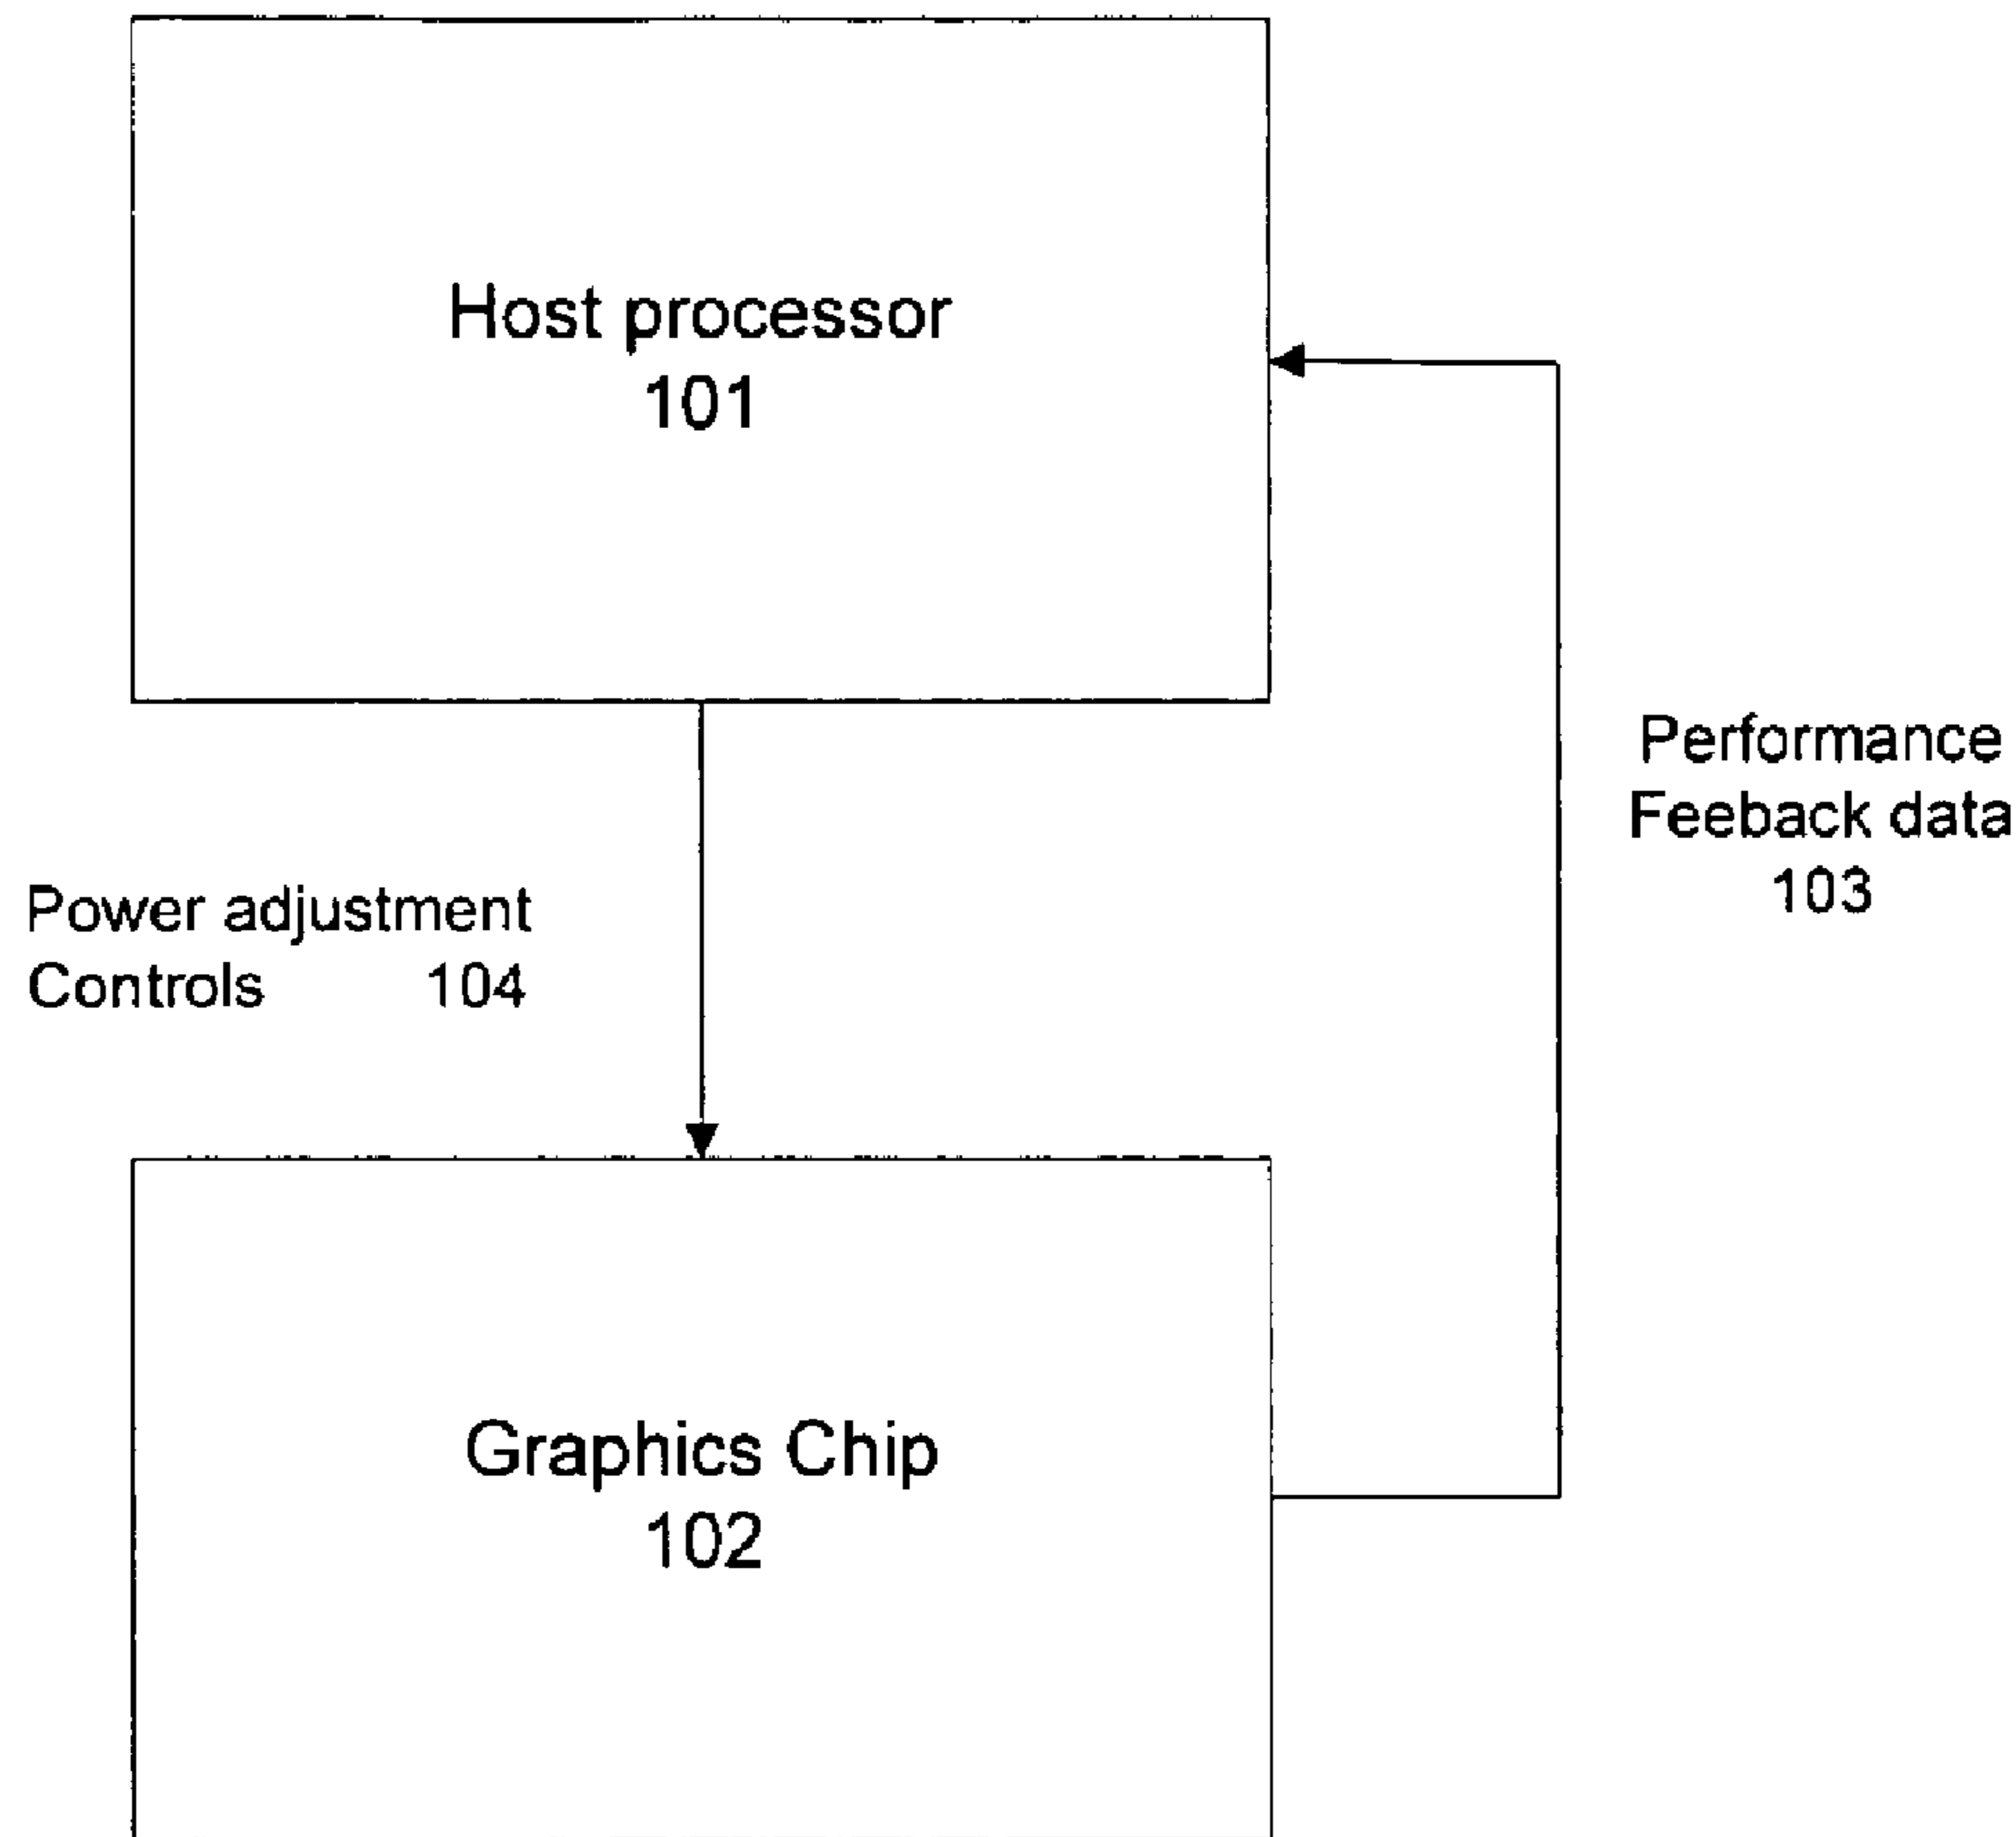 Host processor
101
Performance
Feeback data
103
Power adjustment
Controls 104
Graphics Chip
102